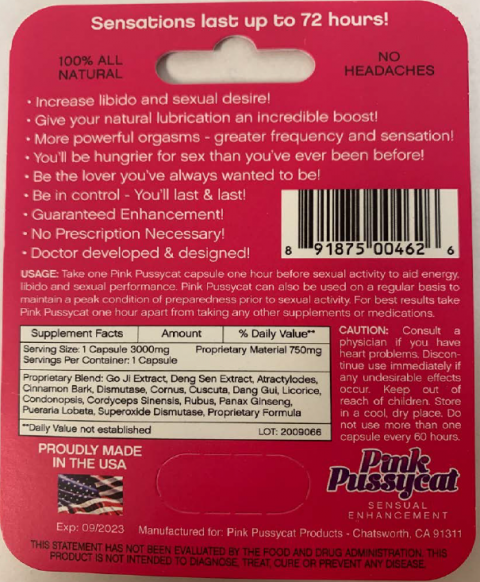 Sensations last up to 72 hours!
100% ALL
NATURAL
NO
HEADACHES
• Increase libido and sexual desire!
• Give your natural lubrication an incredible boost!
• More powerful orgasms - greater frequency and sensation!
• You'll be hungrier for sex than you've ever been before!
• Be the lover you've always wanted to be!
• Be in control - You'll last & last!
• Guaranteed Enhancement!
• No Prescription Necessary!
• Doctor developed & designed!
8 91875 00462 6
USAGE: Take one Pink Pussycat capsule one hour before sexual activity to aid energy,
libido and sexual performance. Pink Pussycat can also be used on a regular basis to
maintain a peak condition of preparedness prior to sexual activity. For best results take
Pink Pussycat one hour apart from taking any other supplements or medications.
Supplement Facts Amount % Daily Value**
Serving Size: 1 Capsule 3000mg Proprietary Material 750mg
Servings Per Container: 1 Capsule
Proprietary Blend: Go Ji Extract, Deng Sen Extract, Atractylodes,
Cinnamon Bark, Dismutase, Cornus, Cuscuta, Dang Gui, Licorice,
Condonopsis, Cordyceps Sinensis, Rubus, Panax Ginseng,
Pueraria Lobata, Superoxide Dismutase, Proprietary Formula
**Daily Value not established LOT: 2009066
CAUTION: Consult a
physician if you have
heart problems. Discon-
tinue use immediately if
any undesirable effects
occur. Keep out of
reach of children. Store
in a cool, dry place. Do
not use more than one
capsule every 60 hours.
PROUDLY MADE
IN THE USA
Pink
Pussycat
SENSUAL
ENHANCEMENT
Exp: 09/2023 Manufactured for: Pink Pussycat Products - Chatsworth, CA 91311
THIS STATEMENT HAS NOT BEEN EVALUATED BY THE FOOD AND DRUG ADMINISTRATION. THIS
PRODUCT IS NOT INTENDED TO DIAGNOSE, TREAT, CURE OR PREVENT ANY DISEASE.